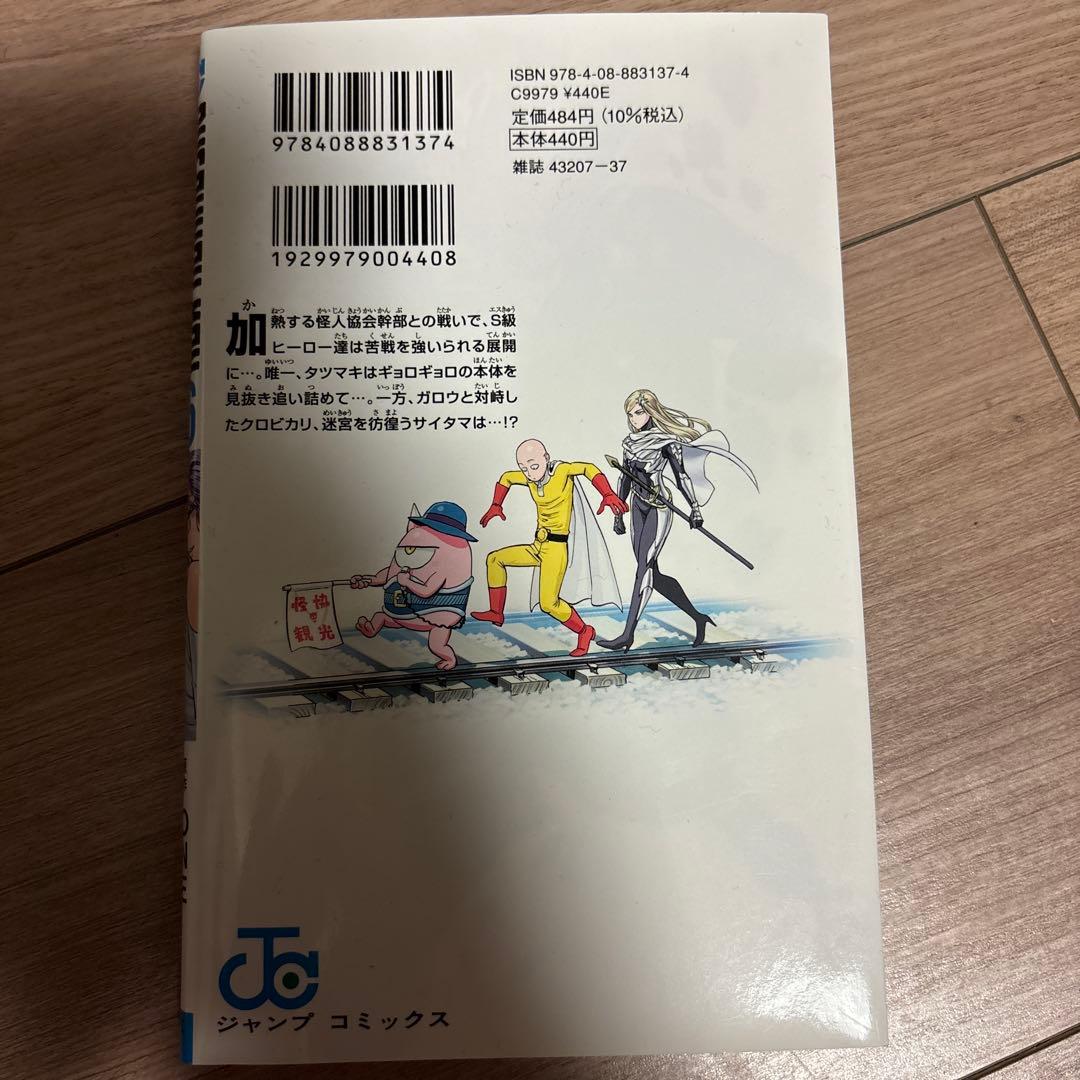 ISBN 978-4-08-883137-4
C9979 ¥440E
定価484円(10%税込)
本体440円
雑誌 43207-37
9784088831374
1929979004408
加熱する怪人協会幹部との戦いで、S級
ヒーロー達は苦戦を強いられる展開
に…。唯一、タツマキはギョロギョロの本体を
見抜き追い詰めて…。一方、ガロウと対峙し
たクロビカリ、迷宮を彷徨うサイタマは…!?
怪協
観光
JC
ジャンプ コミックス